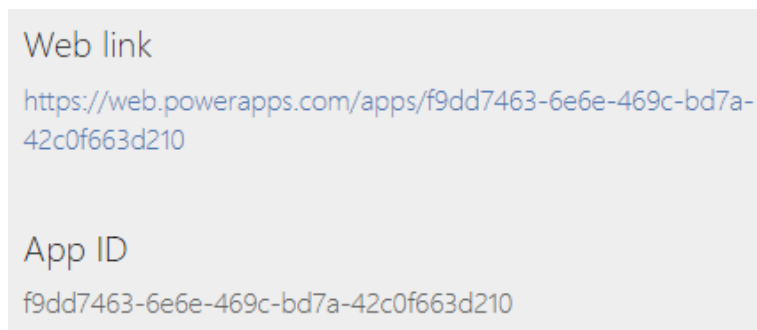 Web link
https://web.powerapps.com/apps/f9dd7463-6e6e-469c-bd7a-
42c0f663d210
App ID
f9dd7463-6e6e-469c-bd7a-42c0f663d210